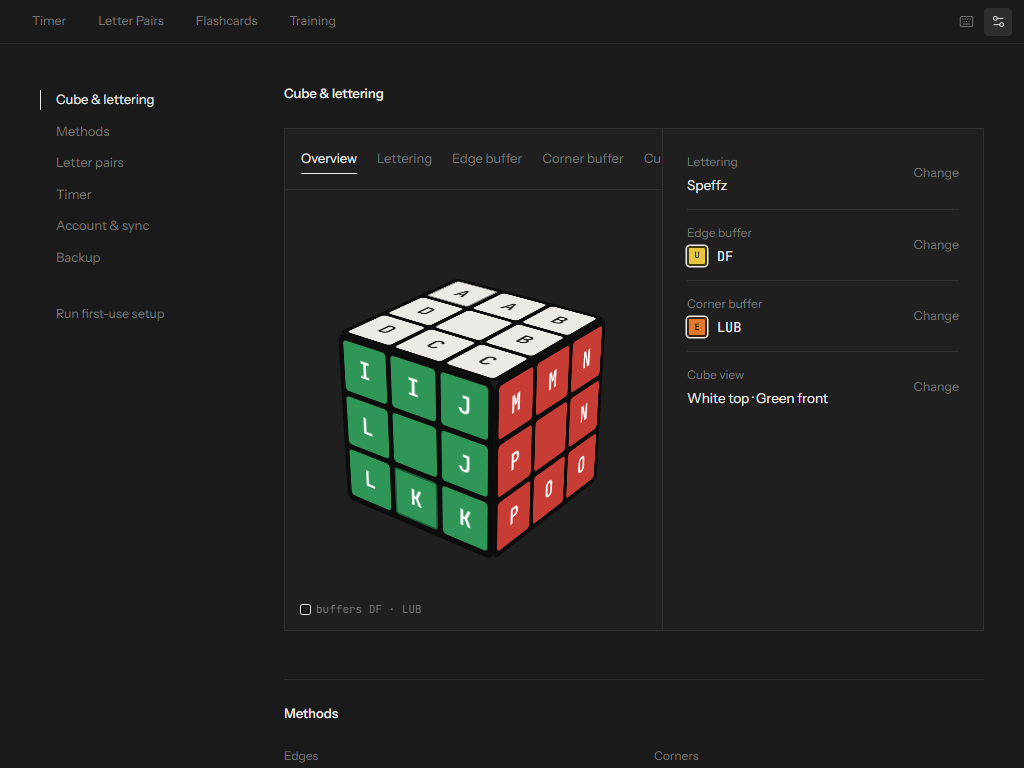 Timer Letter Pairs Flashcards Training
Cube & lettering
Methods
Letter pairs
Timer
Account & sync
Backup
Run first-use setup
Cube & lettering
Overview Lettering Edge buffer Corner buffer Cu
A
D A B
D B
C
C
I I J
L J
L K K
M M N
P N
P O O
buffers DF · LUB
Lettering
Speffz
Change
Edge buffer
U DF
Change
Corner buffer
E LUB
Change
Cube view
White top · Green front
Change
Methods
Edges Corners